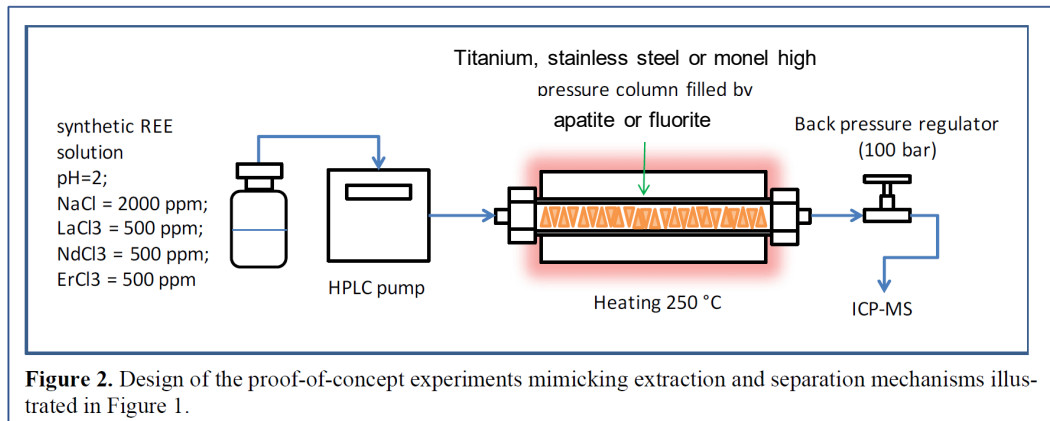 Titanium, stainless steel or monel high
pressure column filled by
apatite or fluorite
synthetic REE
solution
pH=2;
NaCl = 2000 ppm;
LaCl3 = 500 ppm;
NdCl3 = 500 ppm;
ErCl3 = 500 ppm
HPLC pump
Heating 250 °C
Back pressure regulator
(100 bar)
ICP-MS
Figure 2. Design of the proof-of-concept experiments mimicking extraction and separation mechanisms illus-
trated in Figure 1.